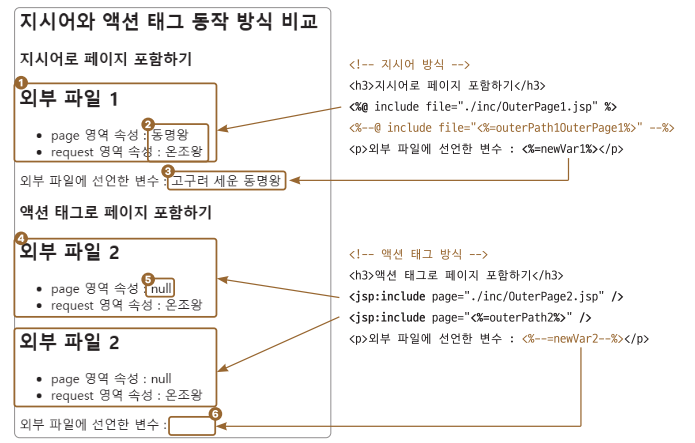 지시어와 액션 태그 동작 방식 비교
지시어로 페이지 포함하기
1
외부 파일 1
2
• page 영역 속성 : 동명왕
• request 영역 속성 : 온조왕
3
외부 파일에 선언한 변수 : 고구려 세운 동명왕
액션 태그로 페이지 포함하기
4
외부 파일 2
5
• page 영역 속성 : null
• request 영역 속성 : 온조왕
외부 파일 2
• page 영역 속성 : null
• request 영역 속성 : 온조왕
6
외부 파일에 선언한 변수 :
<!-- 지시어 방식 -->
<h3>지시어로 페이지 포함하기</h3>
<%@ include file="./inc/OuterPage1.jsp" %>
<%--@ include file="<%=outerPath1OuterPage1%>" --%>
<p>외부 파일에 선언한 변수 : <%=newVar1%></p>
<!-- 액션 태그 방식 -->
<h3>액션 태그로 페이지 포함하기</h3>
<jsp:include page="./inc/OuterPage2.jsp" />
<jsp:include page="<%=outerPath2%>" />
<p>외부 파일에 선언한 변수 : <%--=newVar2--%></p>